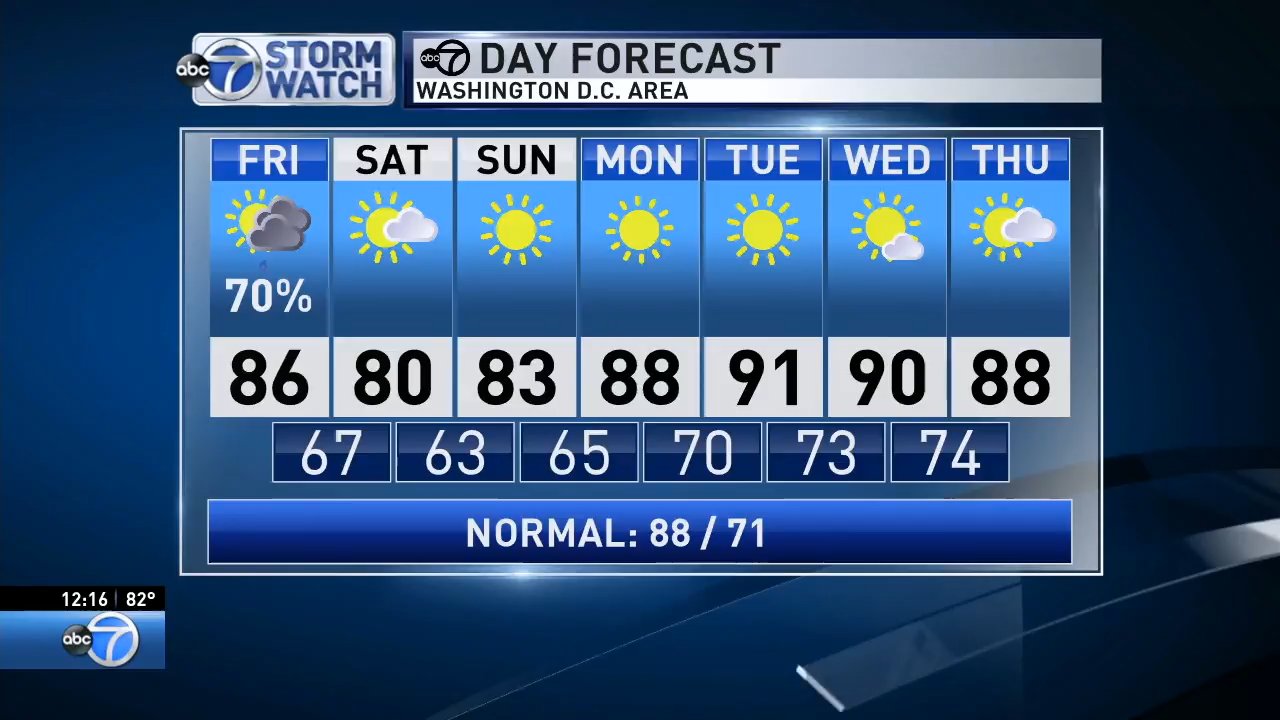 abc 7 STORM WATCH
abc 7 DAY FORECAST
WASHINGTON D.C. AREA
FRI SAT SUN MON TUE WED THU
70%
86 80 83 88 91 90 88
67 63 65 70 73 74
NORMAL: 88 / 71
12:16 82°
abc 7